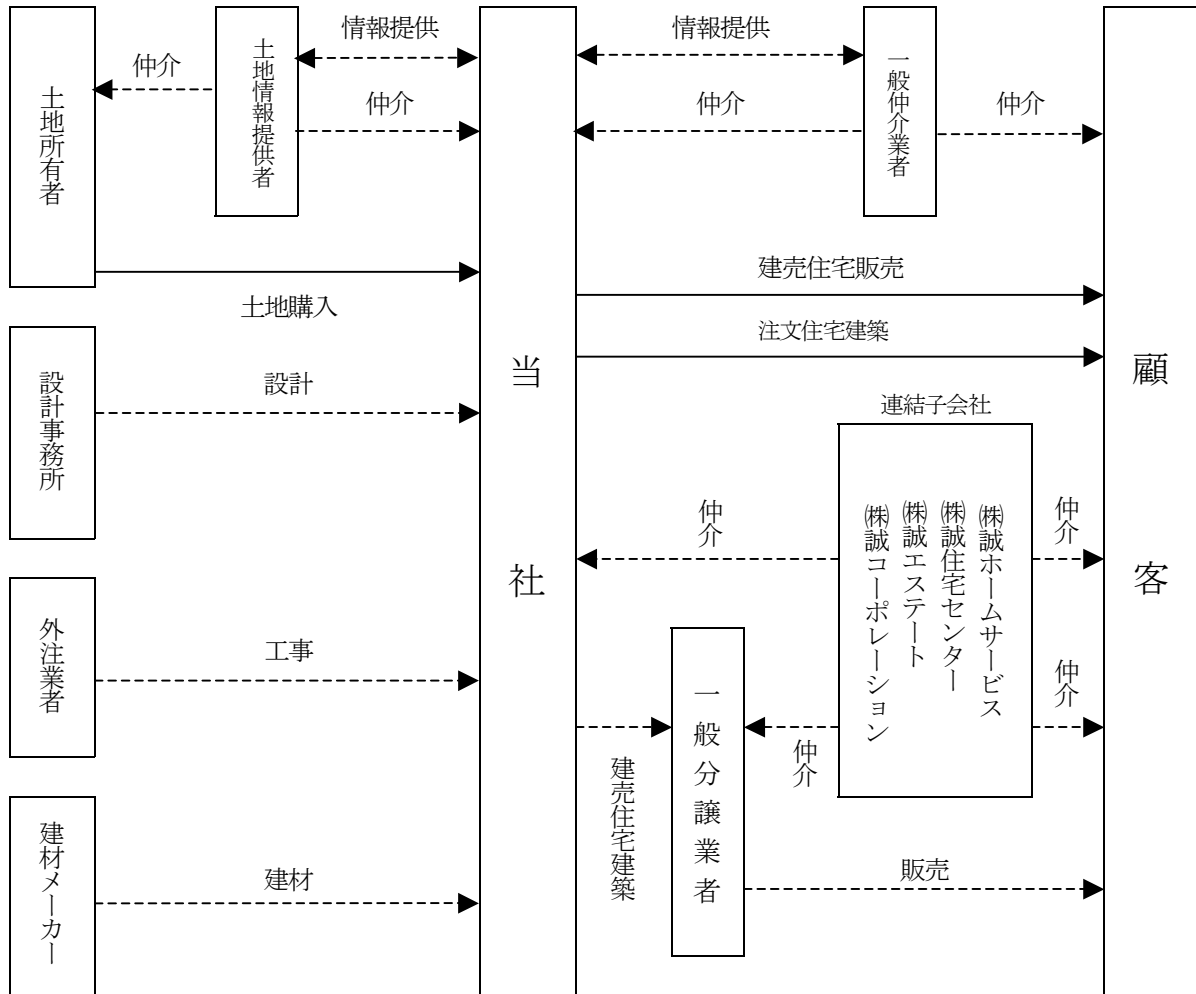 土地所有者
仲介
土地情報提供者
情報提供
仲介
土地購入
設計事務所
設計
外注業者
工事
建材メーカー
建材
当社
情報提供
仲介
一般仲介業者
仲介
建売住宅販売
注文住宅建築
連結子会社
㈱誠ホームサービス
㈱誠住宅センター
㈱誠エステート
㈱誠コーポレーション
仲介
仲介
仲介
仲介
建売住宅建築
一般分譲業者
販売
顧客